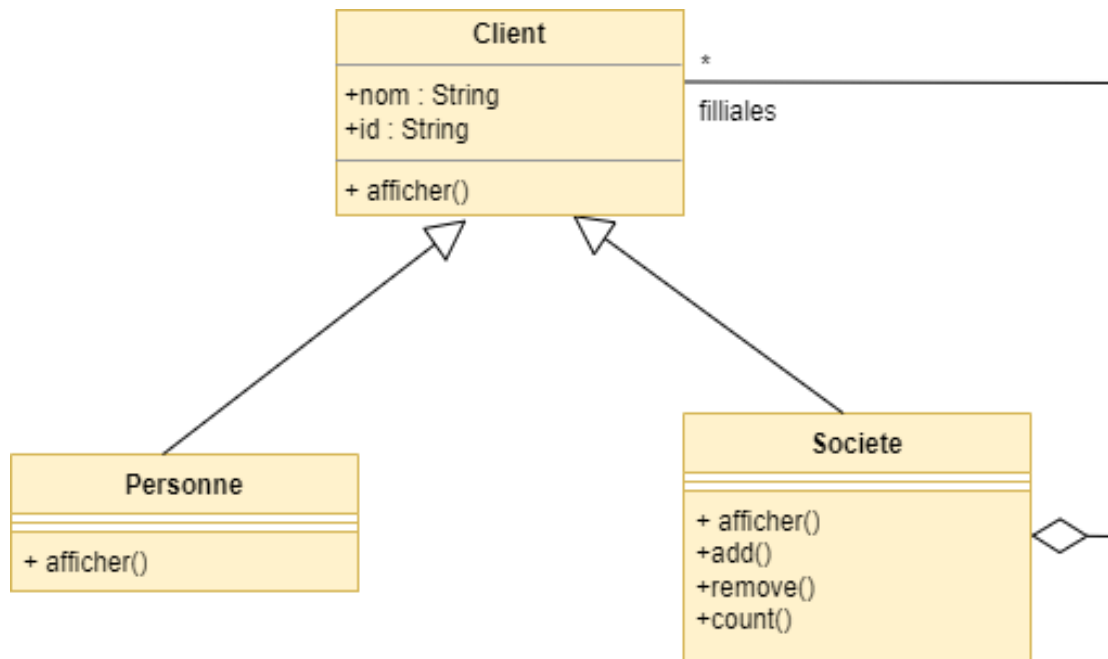 Client
+nom : String
+id : String
+ afficher()
*
filliales
Personne
+ afficher()
Societe
+ afficher()
+add()
+remove()
+count()